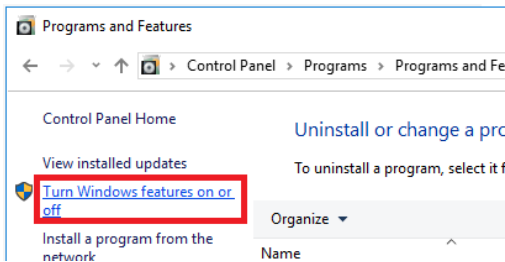 Programs and Features
Control Panel > Programs > Programs and Fe
Control Panel Home
Uninstall or change a pro
View installed updates
To uninstall a program, select it f
Turn Windows features on or
off
Organize
Install a program from the
network
Name